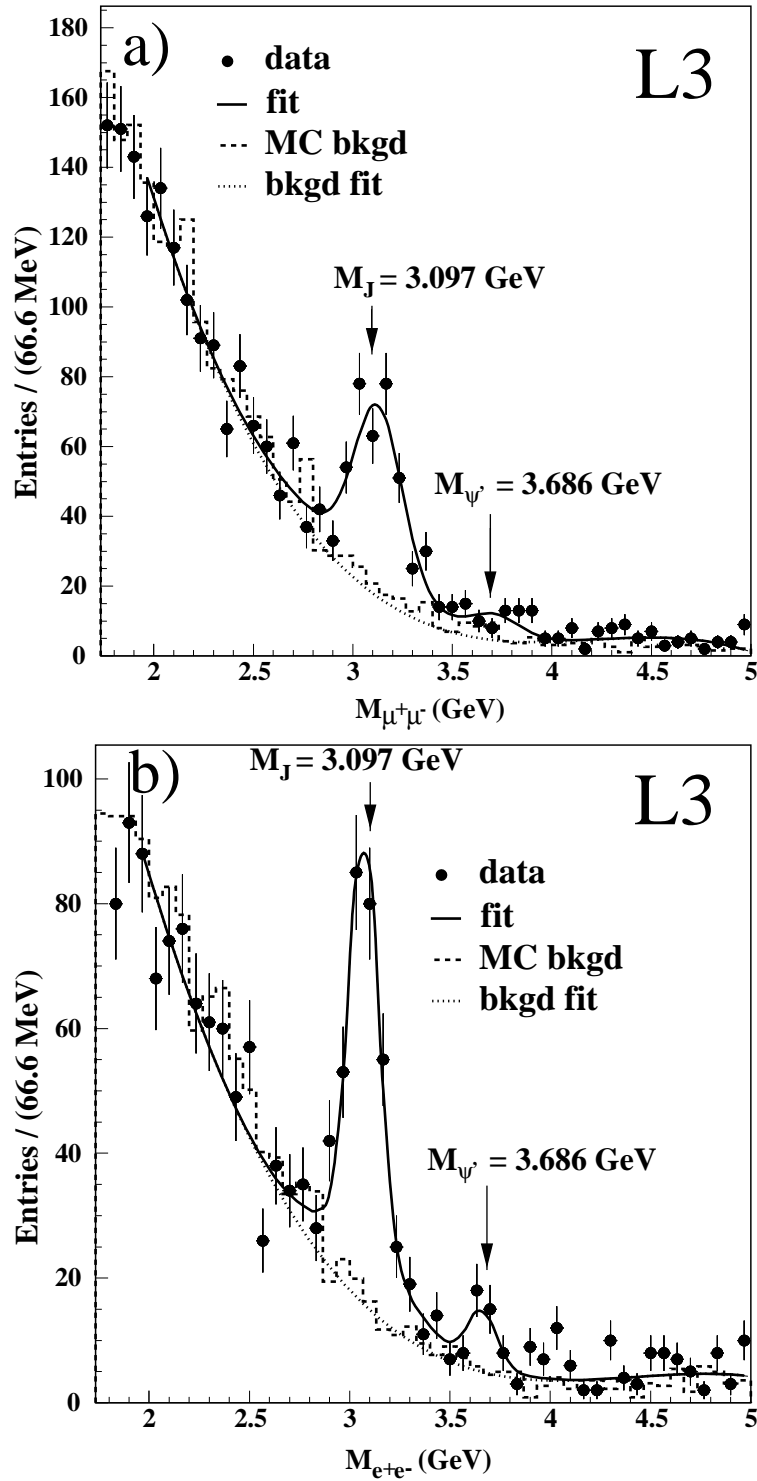 a)
L3
data
fit
MC bkgd
bkgd fit
M_J = 3.097 GeV
M_ψ' = 3.686 GeV
Entries / (66.6 MeV)
180
160
140
120
100
80
60
40
20
0
2 2.5 3 3.5 4 4.5 5
M_μ⁺μ⁻ (GeV)
b)
M_J = 3.097 GeV
L3
data
fit
MC bkgd
bkgd fit
M_ψ' = 3.686 GeV
Entries / (66.6 MeV)
100
80
60
40
20
0
2 2.5 3 3.5 4 4.5 5
M_e+e- (GeV)